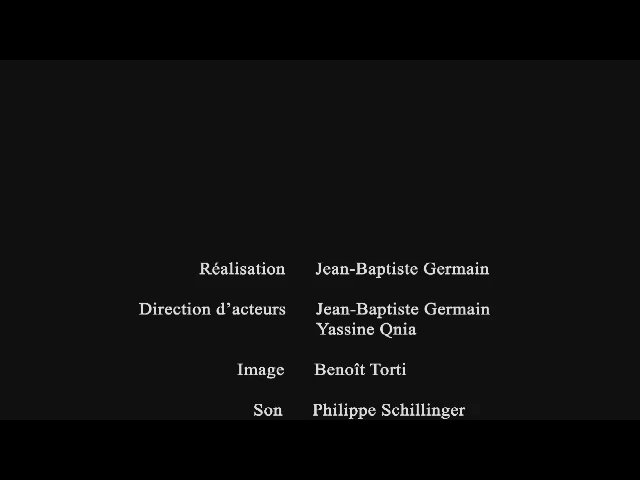 Réalisation Jean-Baptiste Germain
Direction d'acteurs Jean-Baptiste Germain
Yassine Qnia
Image Benoît Torti
Son Philippe Schillinger